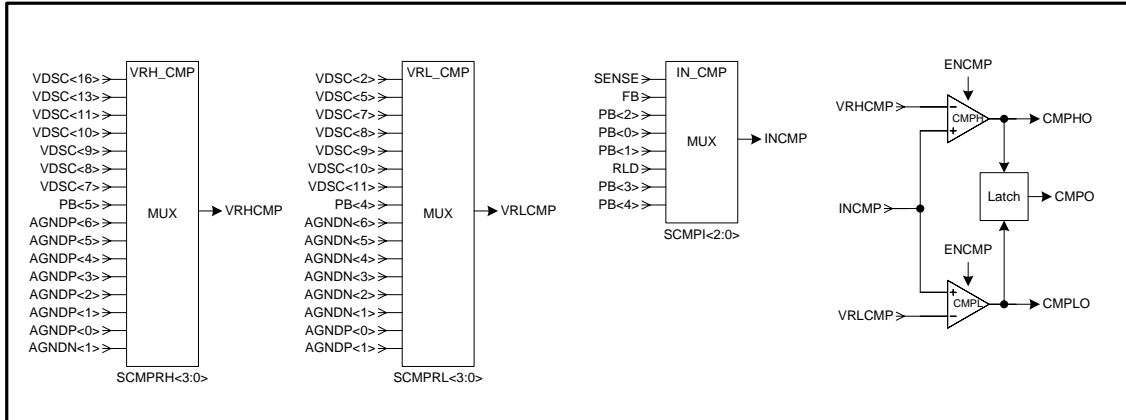 VRH_CMP
VDSC<16>
VDSC<13>
VDSC<11>
VDSC<10>
VDSC<9>
VDSC<8>
VDSC<7>
PB<5>
AGNDP<6>
AGNDP<5>
AGNDP<4>
AGNDP<3>
AGNDP<2>
AGNDP<1>
AGNDP<0>
AGNDN<1>
MUX
VRHCMP
SCMPRH<3:0>
VRL_CMP
VDSC<2>
VDSC<5>
VDSC<7>
VDSC<8>
VDSC<9>
VDSC<10>
VDSC<11>
PB<4>
AGNDN<6>
AGNDN<5>
AGNDN<4>
AGNDN<3>
AGNDN<2>
AGNDN<1>
AGNDP<0>
AGNDP<1>
MUX
VRLCMP
SCMPRL<3:0>
IN_CMP
SENSE
FB
PB<2>
PB<0>
PB<1>
RLD
PB<3>
PB<4>
MUX
INCMP
SCMPI<2:0>
ENCMP
VRHCMP
CMPH
CMPHO
INCMP
Latch
CMPO
ENCMP
VRLCMP
CMPL
CMPLO